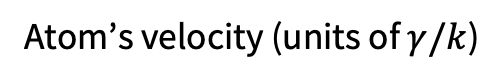 Atom’s velocity (units of γ/k)